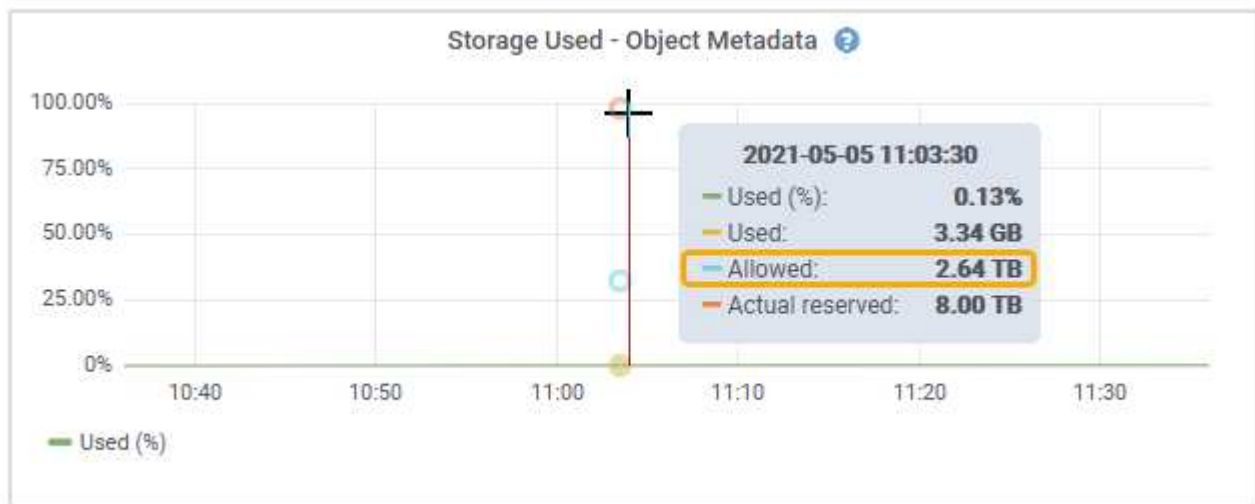 Storage Used - Object Metadata ?
100.00%
75.00%
50.00%
25.00%
0%
2021-05-05 11:03:30
Used (%): 0.13%
Used: 3.34 GB
Allowed: 2.64 TB
Actual reserved: 8.00 TB
10:40 10:50 11:00 11:10 11:20 11:30
Used (%)